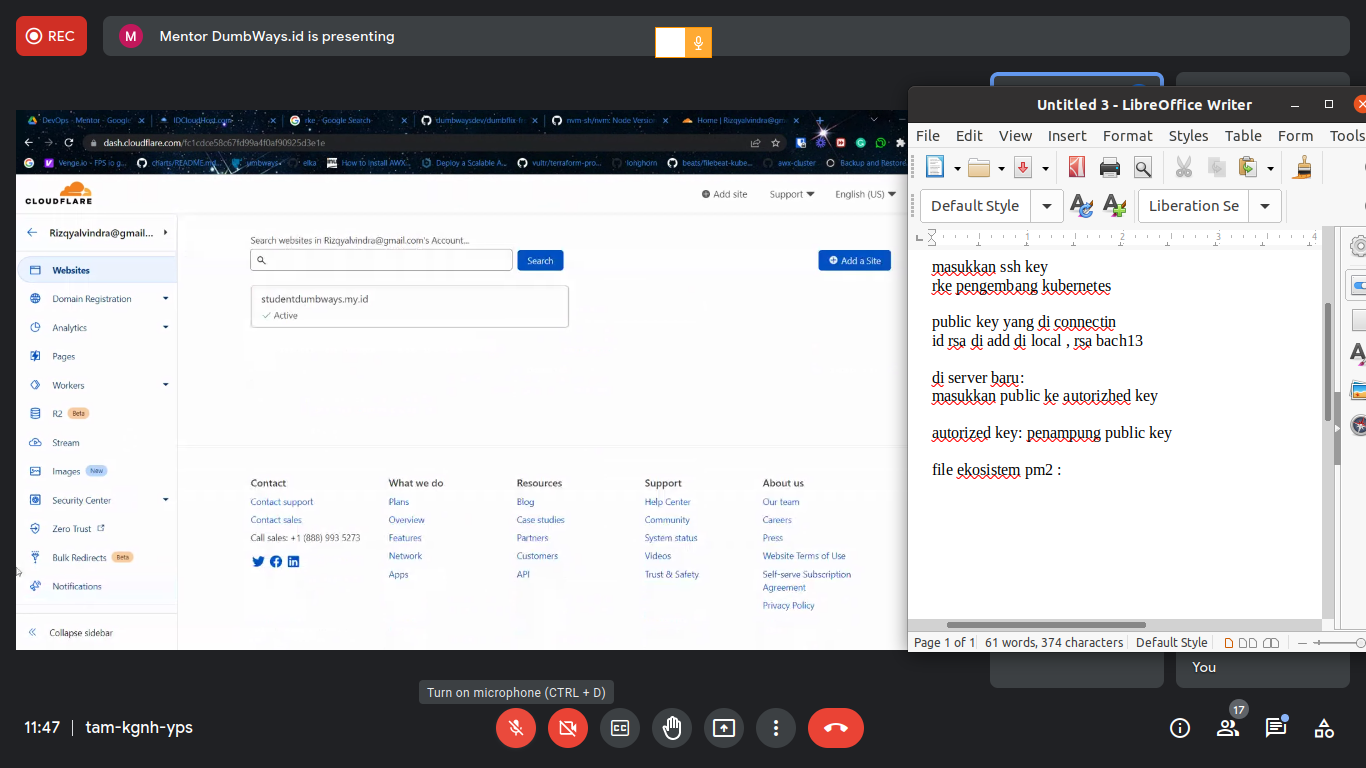 REC
M
Mentor DumbWays.id is presenting
DevOps - Mentor - Google
IDCloudHost.com
rke - Google Search
dumbwaysdev/dumbflix-fr
nvm-sh/nvm: Node Version
Home | Rizqyalvindra@gm
dash.cloudflare.com/fc1cdce58c67fd99a4f0af90925d3e1e
Venge.io - FPS io g...
charts/README.md...
dumbways
elka
How to install AWX...
Deploy a Scalable A...
vultr/terraform-pro...
longhorn
beats/filebeat-kube...
awx-cluster
Backup and Restore
CLOUDFLARE
Add site
Support
English (US)
Rizqyalvindra@gmail...
Websites
Domain Registration
Analytics
Pages
Workers
R2 Beta
Stream
Images New
Security Center
Zero Trust
Bulk Redirects Beta
Notifications
Collapse sidebar
Search websites in Rizqyalvindra@gmail.com's Account...
Search
Add a Site
studentdumbways.my.id
Active
Contact
Contact support
Contact sales
Call sales: +1 (888) 993 5273
What we do
Plans
Overview
Features
Network
Apps
Resources
Blog
Case studies
Partners
Customers
API
Support
Help Center
Community
System status
Videos
Trust & Safety
About us
Our team
Careers
Press
Website Terms of Use
Self-serve Subscription
Agreement
Privacy Policy
Untitled 3 - LibreOffice Writer
File Edit View Insert Format Styles Table Form Tools
Default Style
Liberation Se
1 2 3 4
masukkan ssh key
rke pengembang kubernetes
public key yang di connectin
id rsa di add di local , rsa bach13
di server baru:
masukkan public ke autorizhed key
autorized key: penampung public key
file ekosistem pm2 :
Page 1 of 1
61 words, 374 characters
Default Style
You
Turn on microphone (CTRL + D)
11:47 | tam-kgnh-yps
17